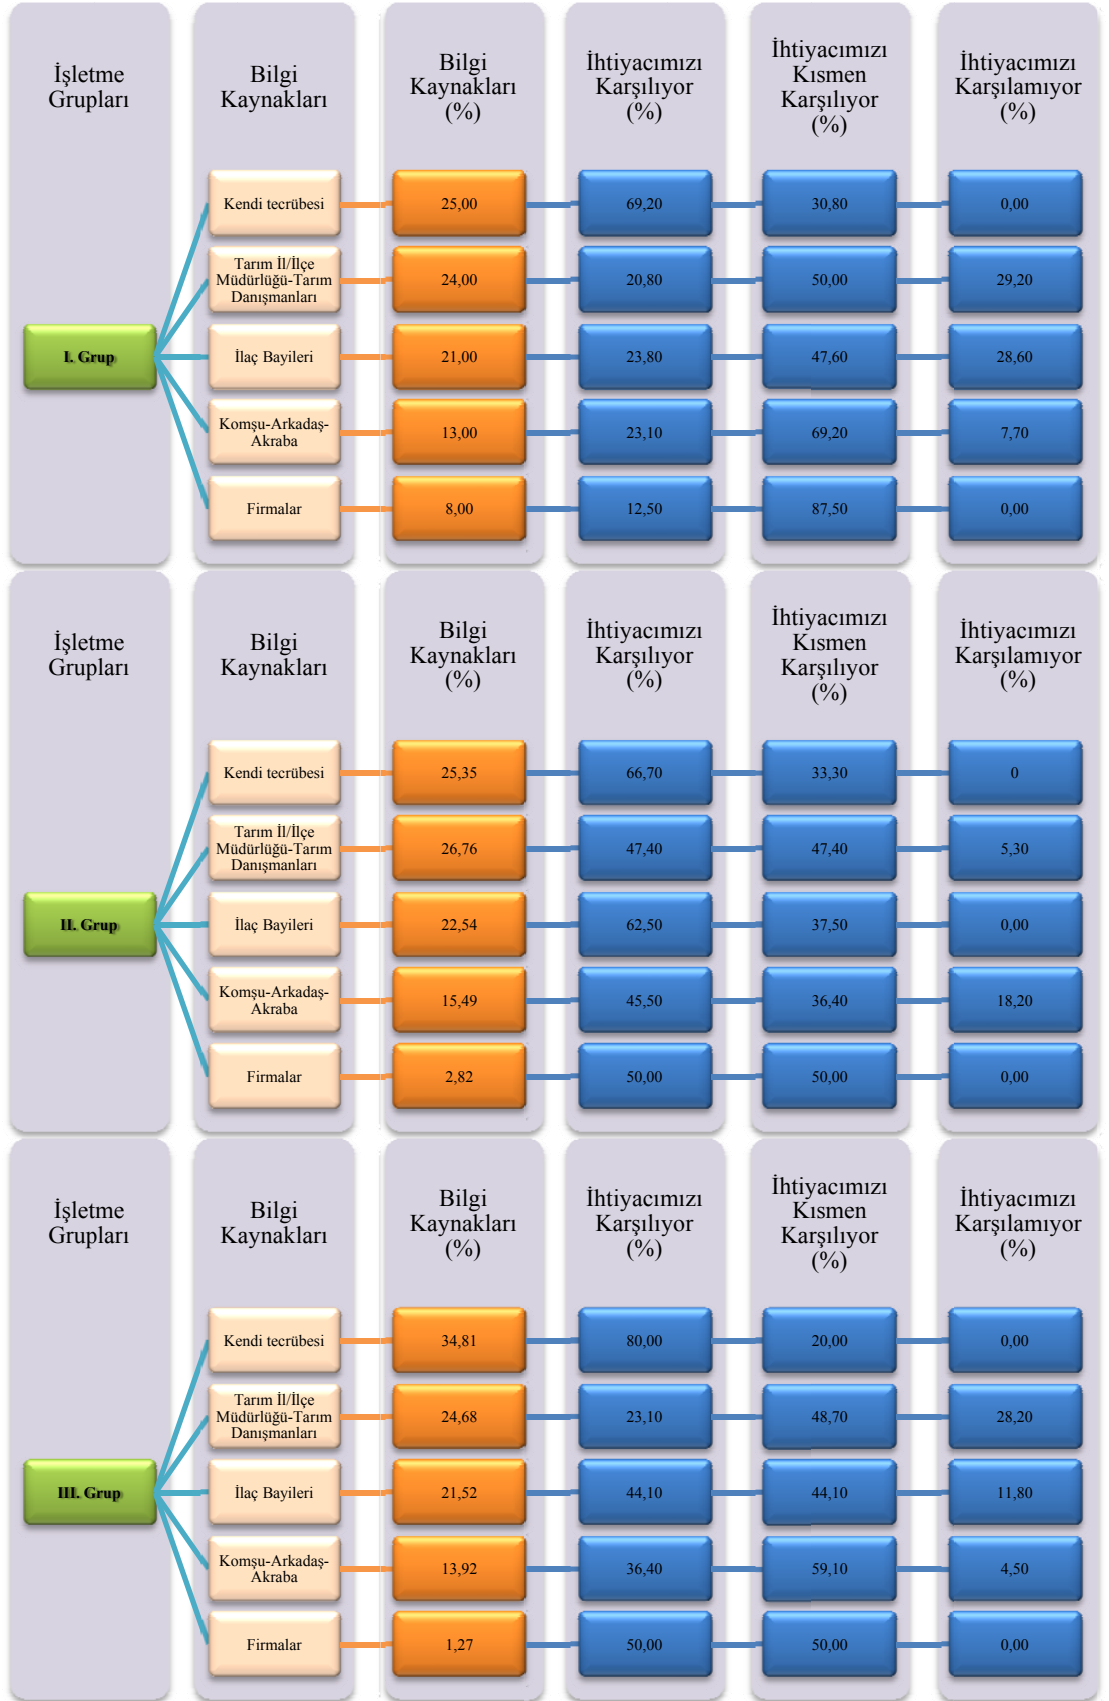 İşletme
Grupları
Bilgi
Kaynakları
Bilgi
Kaynakları
(%)
İhtiyacımızı
Karşılıyor
(%)
İhtiyacımızı
Kısmen
Karşılıyor
(%)
İhtiyacımızı
Karşılamıyor
(%)
I. Grup
Kendi tecrübesi
25,00
69,20
30,80
0,00
Tarım İl/İlçe
Müdürlüğü-Tarım
Danışmanları
24,00
20,80
50,00
29,20
İlaç Bayileri
21,00
23,80
47,60
28,60
Komşu-Arkadaş-
Akraba
13,00
23,10
69,20
7,70
Firmalar
8,00
12,50
87,50
0,00
İşletme
Grupları
Bilgi
Kaynakları
Bilgi
Kaynakları
(%)
İhtiyacımızı
Karşılıyor
(%)
İhtiyacımızı
Kısmen
Karşılıyor
(%)
İhtiyacımızı
Karşılamıyor
(%)
II. Grup
Kendi tecrübesi
25,35
66,70
33,30
0
Tarım İl/İlçe
Müdürlüğü-Tarım
Danışmanları
26,76
47,40
47,40
5,30
İlaç Bayileri
22,54
62,50
37,50
0,00
Komşu-Arkadaş-
Akraba
15,49
45,50
36,40
18,20
Firmalar
2,82
50,00
50,00
0,00
İşletme
Grupları
Bilgi
Kaynakları
Bilgi
Kaynakları
(%)
İhtiyacımızı
Karşılıyor
(%)
İhtiyacımızı
Kısmen
Karşılıyor
(%)
İhtiyacımızı
Karşılamıyor
(%)
III. Grup
Kendi tecrübesi
34,81
80,00
20,00
0,00
Tarım İl/İlçe
Müdürlüğü-Tarım
Danışmanları
24,68
23,10
48,70
28,20
İlaç Bayileri
21,52
44,10
44,10
11,80
Komşu-Arkadaş-
Akraba
13,92
36,40
59,10
4,50
Firmalar
1,27
50,00
50,00
0,00